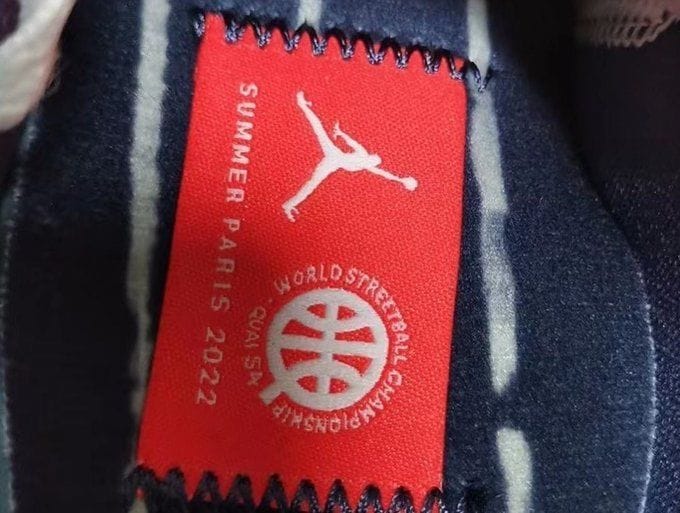 WORLD STREETBALL CHAMPIONSHIP
QUAI 54
SUMMER PARIS 2022